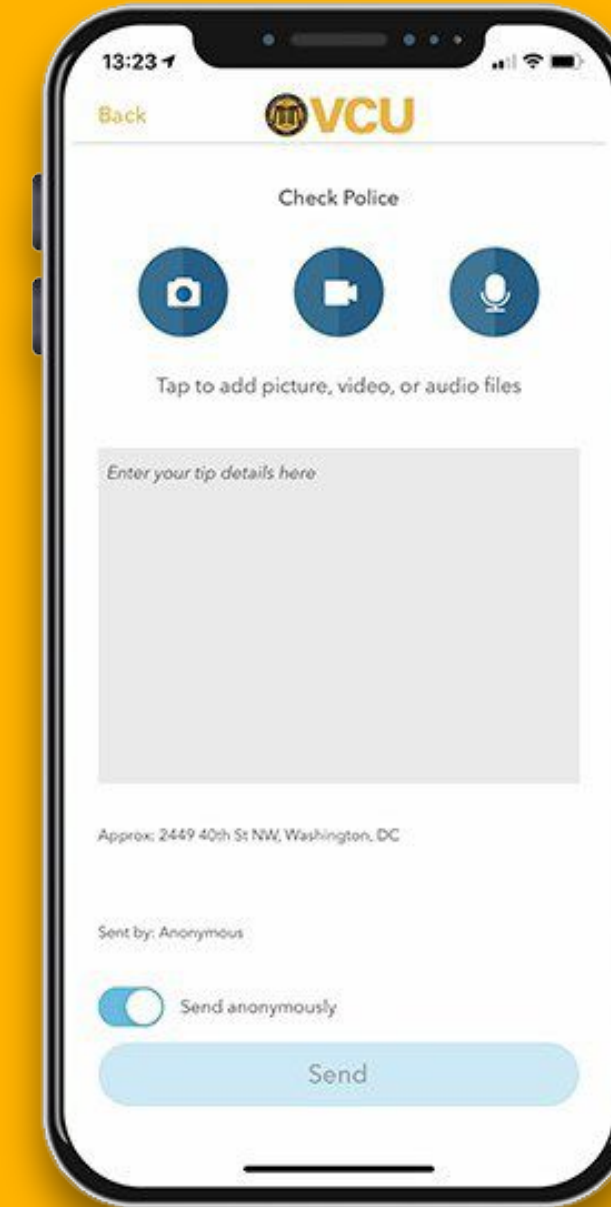 13:23
Back
VCU
Check Police
Tap to add picture, video, or audio files
Enter your tip details here
Approx: 2449 40th St NW, Washington, DC
Sent by: Anonymous
Send anonymously
Send